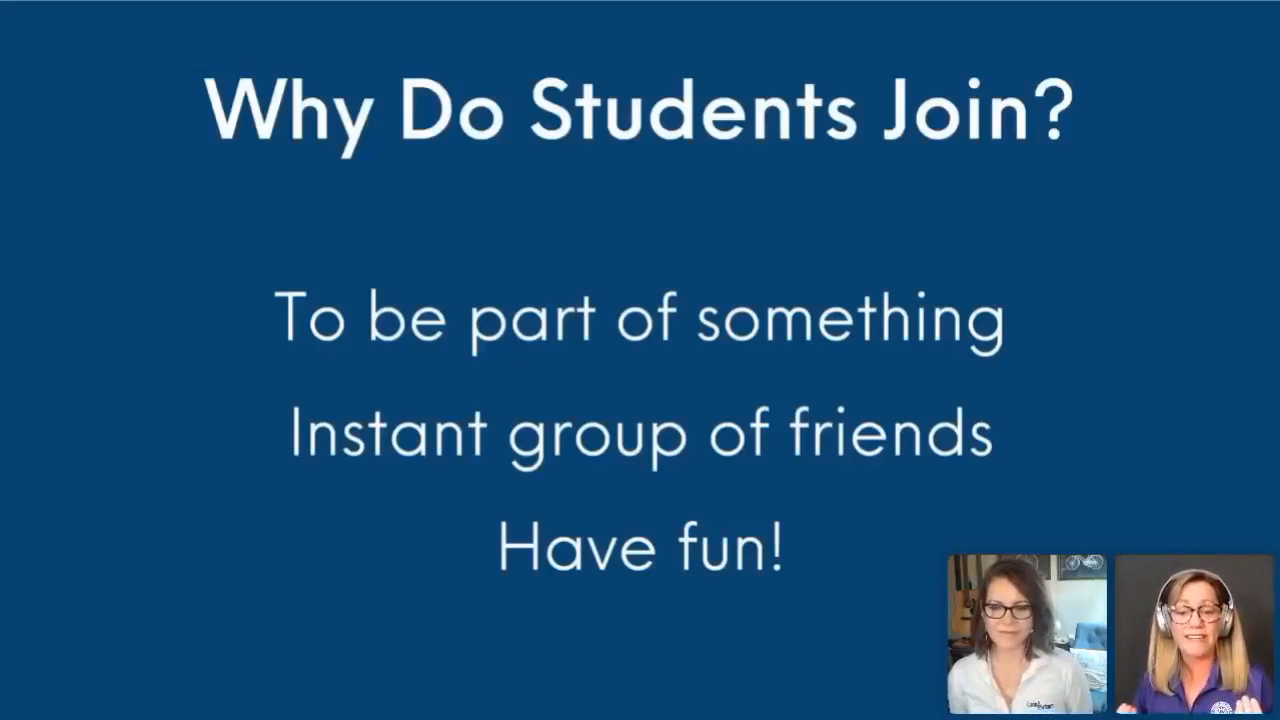 Why Do Students Join?
To be part of something
Instant group of friends
Have fun!